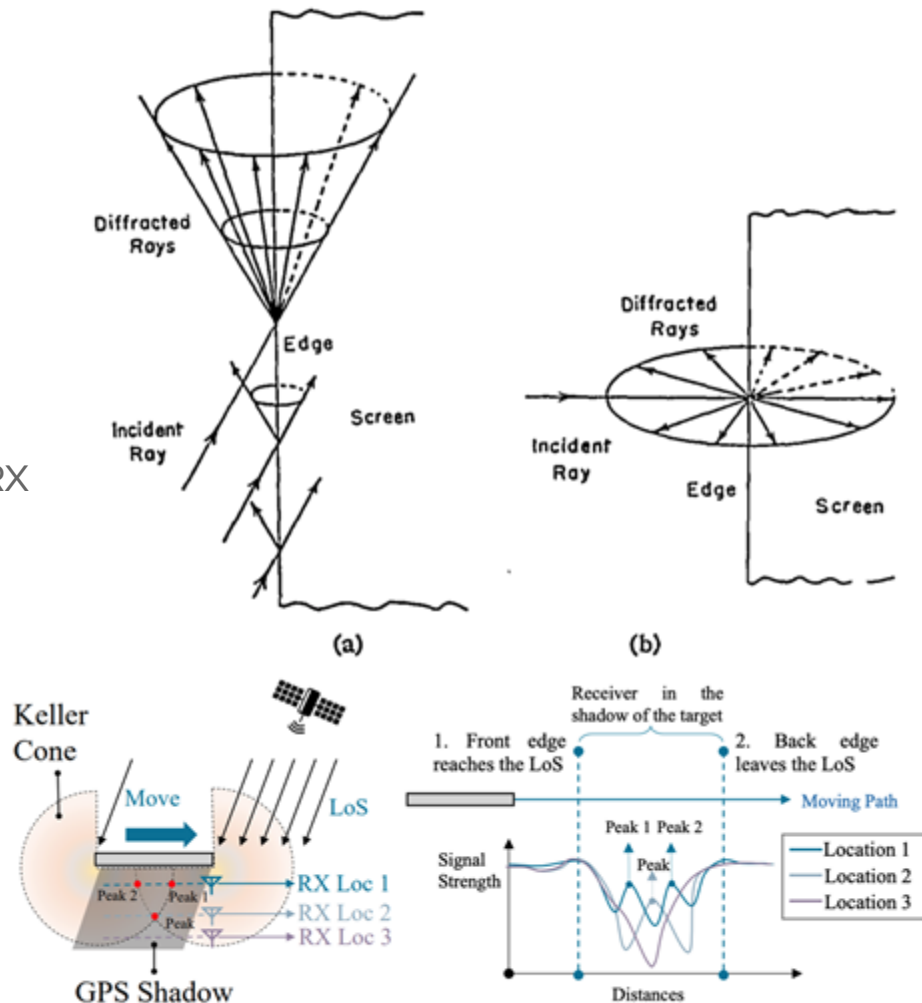 Diffracted
Rays
Edge
Incident
Ray
Screen
(a)
RX
Diffracted
Rays
Incident
Ray
Edge
Screen
(b)
Keller
Cone
Move
LoS
Peak 2
Peak 1
Peak
RX Loc 1
RX Loc 2
RX Loc 3
GPS Shadow
Receiver in the
shadow of the target
1. Front edge
reaches the LoS
2. Back edge
leaves the LoS
Moving Path
Signal
Strength
Peak 1
Peak 2
Peak
Location 1
Location 2
Location 3
Distances